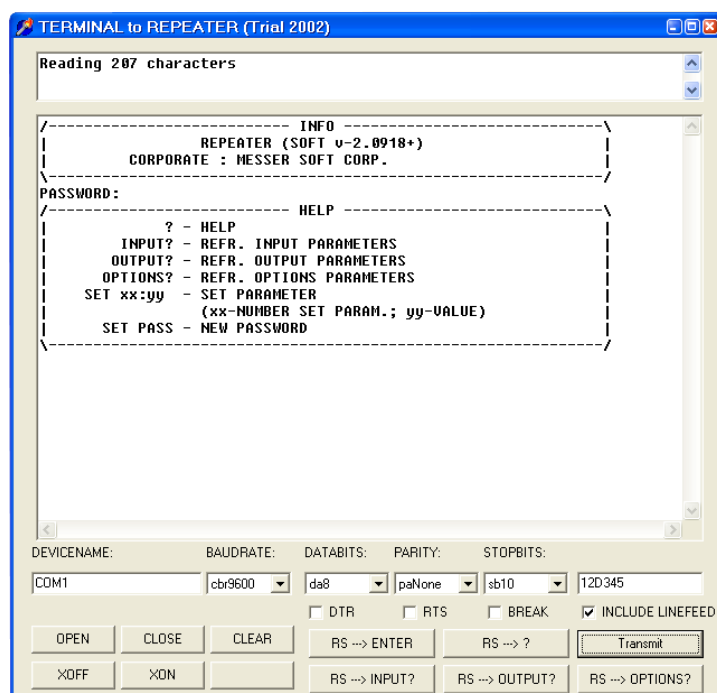 TERMINAL to REPEATER (Trial 2002)
Reading 207 characters
/--------------------------- INFO -----------------------------\
| REPEATER (SOFT v-2.0918+) |
| CORPORATE : MESSER SOFT CORP. |
\--------------------------------------------------------------/
PASSWORD:
/--------------------------- HELP -----------------------------\
| ? - HELP |
| INPUT? - REFR. INPUT PARAMETERS |
| OUTPUT? - REFR. OUTPUT PARAMETERS |
| OPTIONS? - REFR. OPTIONS PARAMETERS |
| SET xx:yy - SET PARAMETER |
| (xx-NUMBER SET PARAM.; yy-VALUE) |
| SET PASS - NEW PASSWORD |
\--------------------------------------------------------------/
DEVICENAME: BAUDRATE: DATABITS: PARITY: STOPBITS:
COM1 cbr9600 da8 paNone sb10 12D345
DTR RTS BREAK INCLUDE LINEFEED
OPEN CLOSE CLEAR RS ---> ENTER RS ---> ? Transmit
XOFF XON RS ---> INPUT? RS ---> OUTPUT? RS ---> OPTIONS?